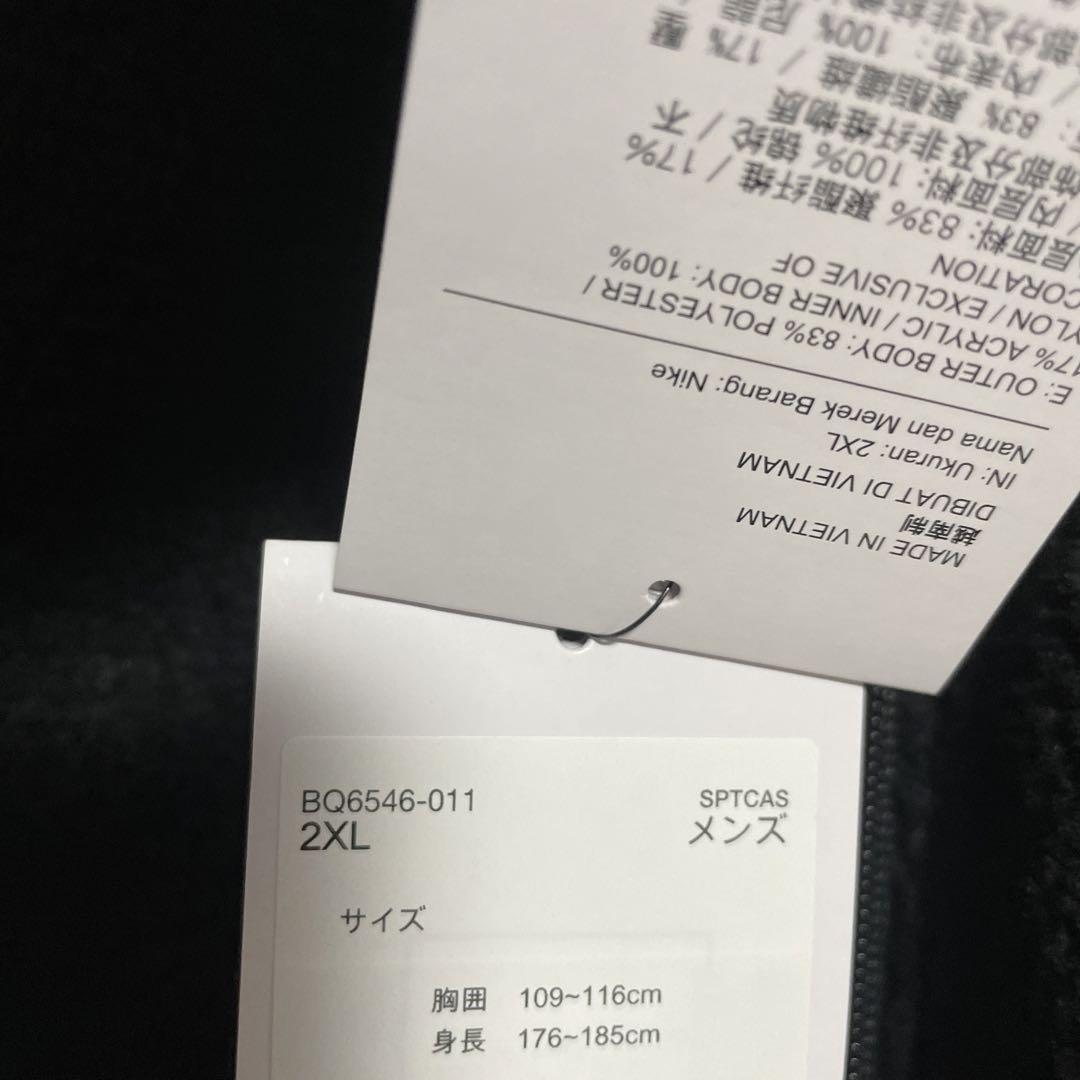 MADE IN VIETNAM
越南制
DIBUAT DI VIETNAM
IN: Ukuran: 2XL
Nama dan Merek Barang: Nike
E: OUTER BODY: 83% POLYESTER /
17% ACRYLIC / INNER BODY: 100%
YLON / EXCLUSIVE OF
CORATION
层面料: 83% 聚酯纤维 / 17%
/ 内层面料: 100% 锦纶 / 不
饰部分及非纤维物质
: 83% 聚酯纖維 / 17% 壓
/ 內表布: 100% 尼龍
部分及非纖維
BQ6546-011
SPTCAS
2XL
メンズ
サイズ
胸囲 109~116cm
身長 176~185cm